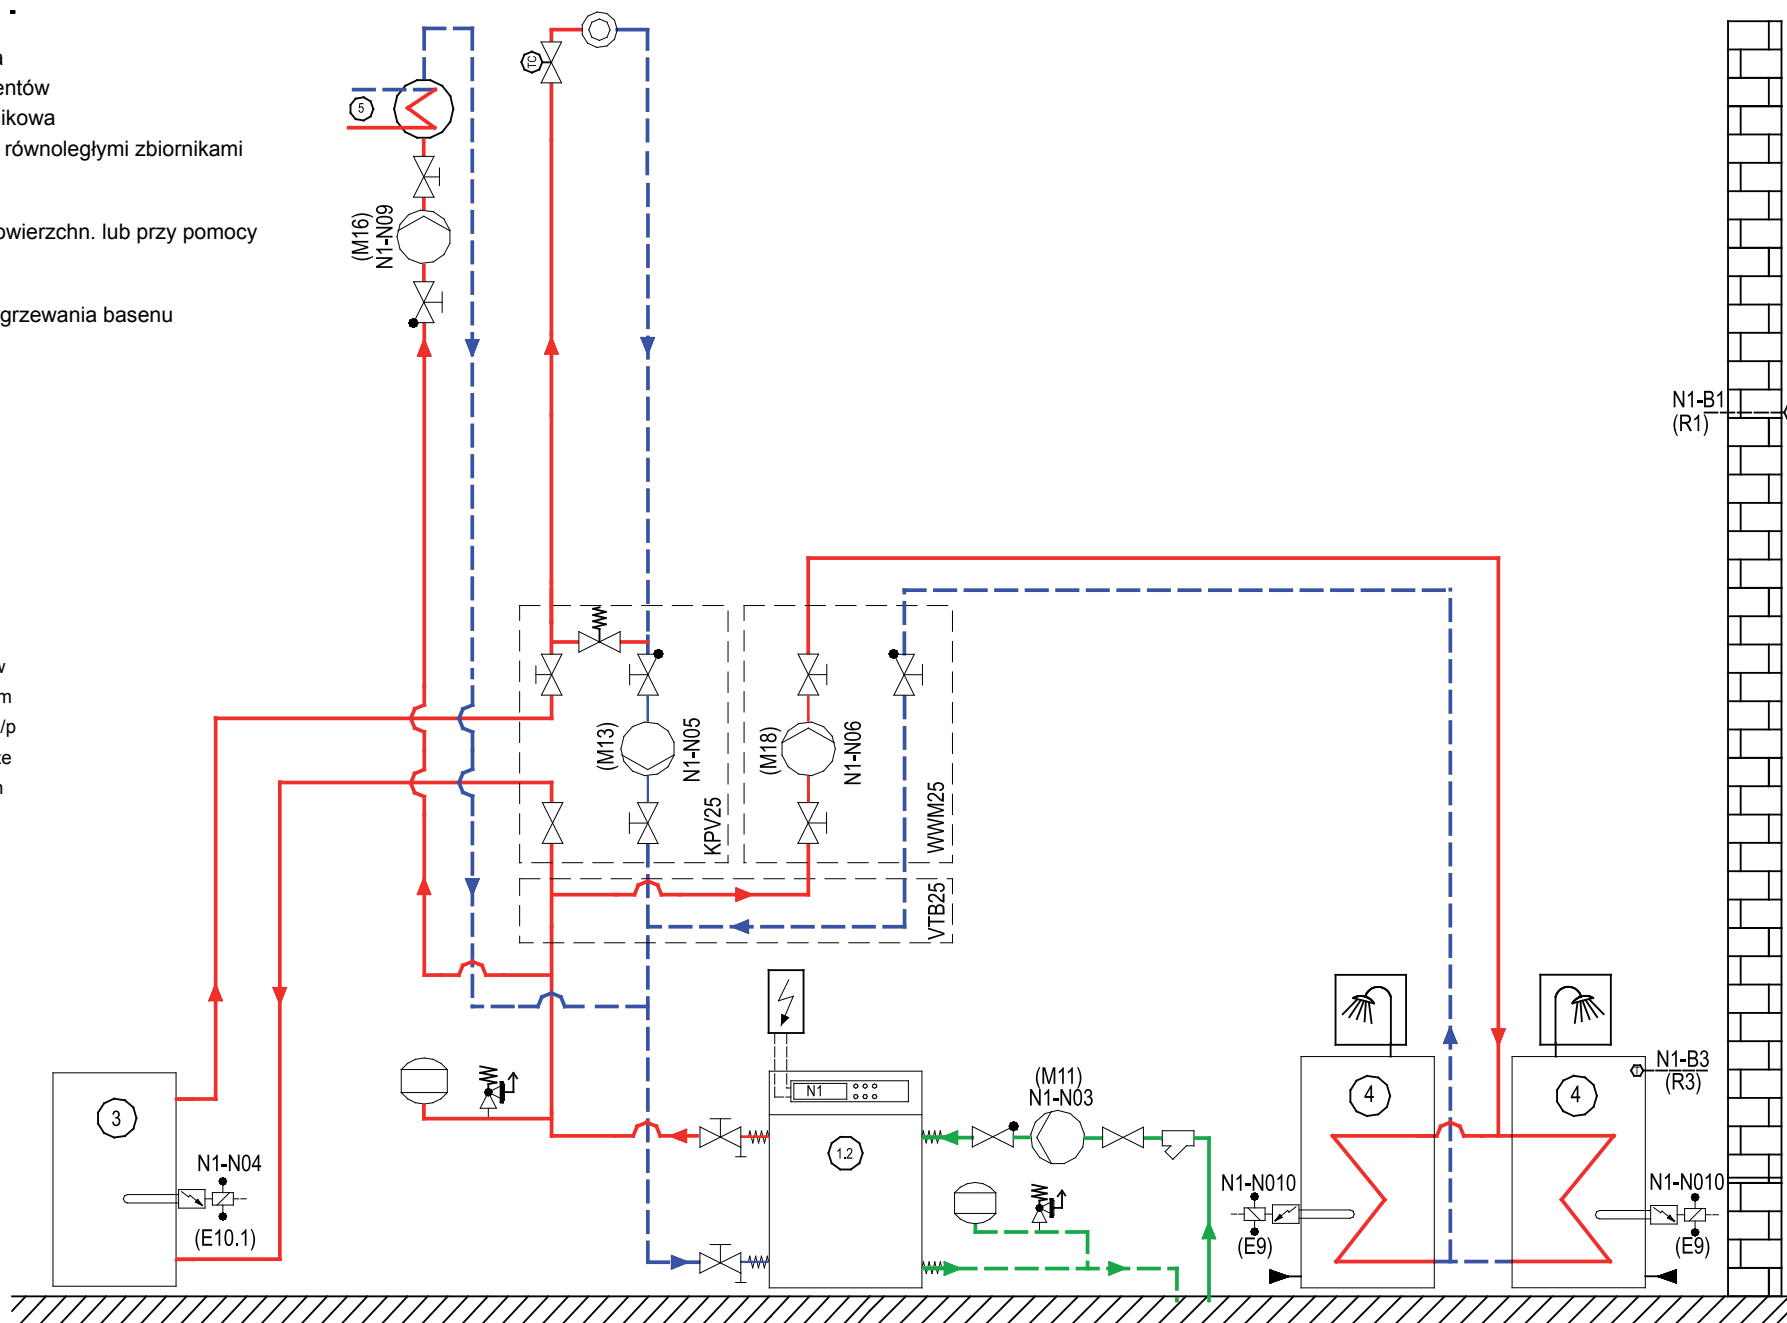 entów
ikowa
równoległymi zbiornikami
owierzchn. lub przy pomocy
grzewania basenu
w
m
/p
te
n
TC
5
(M16)
N1-N09
N1-B1
(R1)
(M13)
N1-N05
KPV25
(M18)
N1-N06
WWM25
VTB25
3
N1-N04
(E10.1)
N1
1.2
(M11)
N1-N03
4
4
T
N1-B3
(R3)
N1-N010
(E9)
N1-N010
(E9)